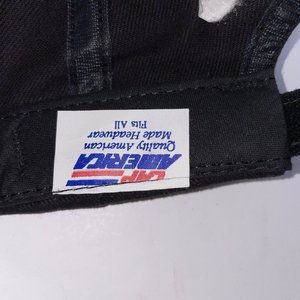 CAP
AMERICA
Quality American
Made Headwear
Fits All